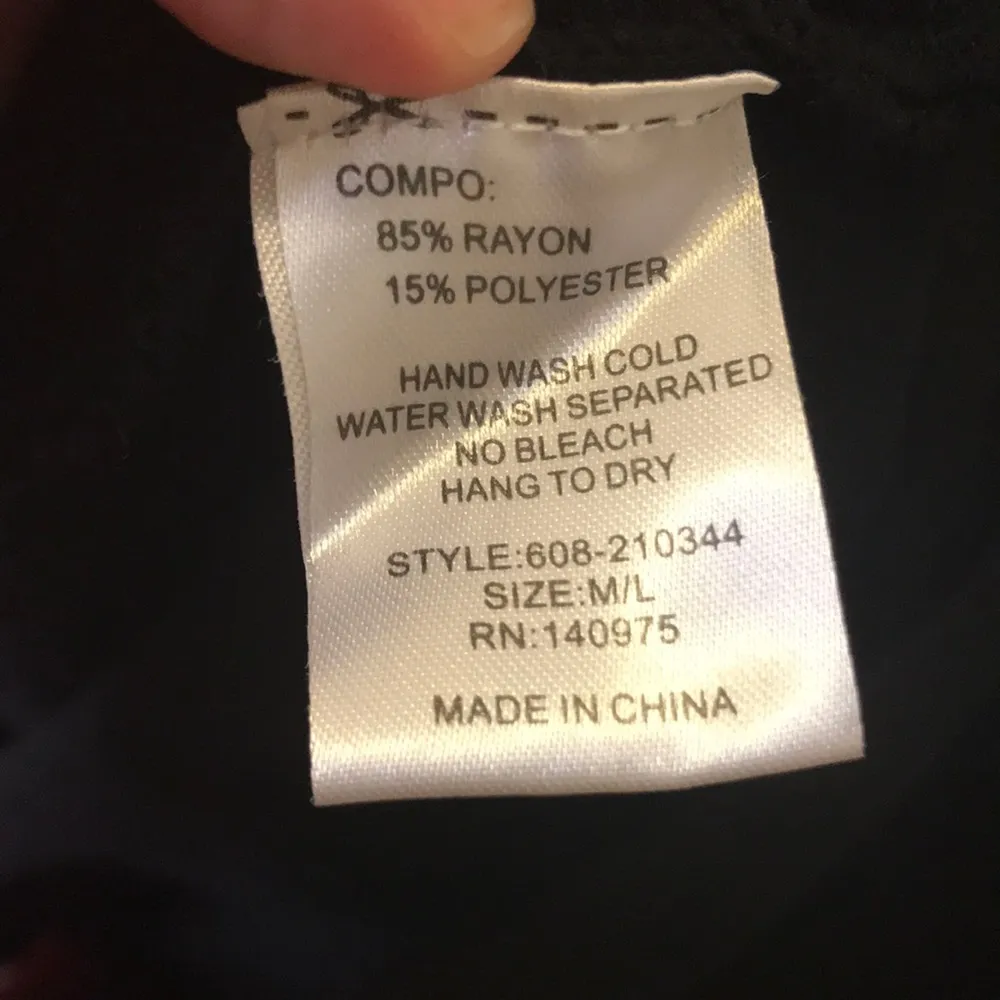 COMPO:
85% RAYON
15% POLYESTER
HAND WASH COLD
WATER WASH SEPARATED
NO BLEACH
HANG TO DRY
STYLE:608-210344
SIZE:M/L
RN:140975
MADE IN CHINA